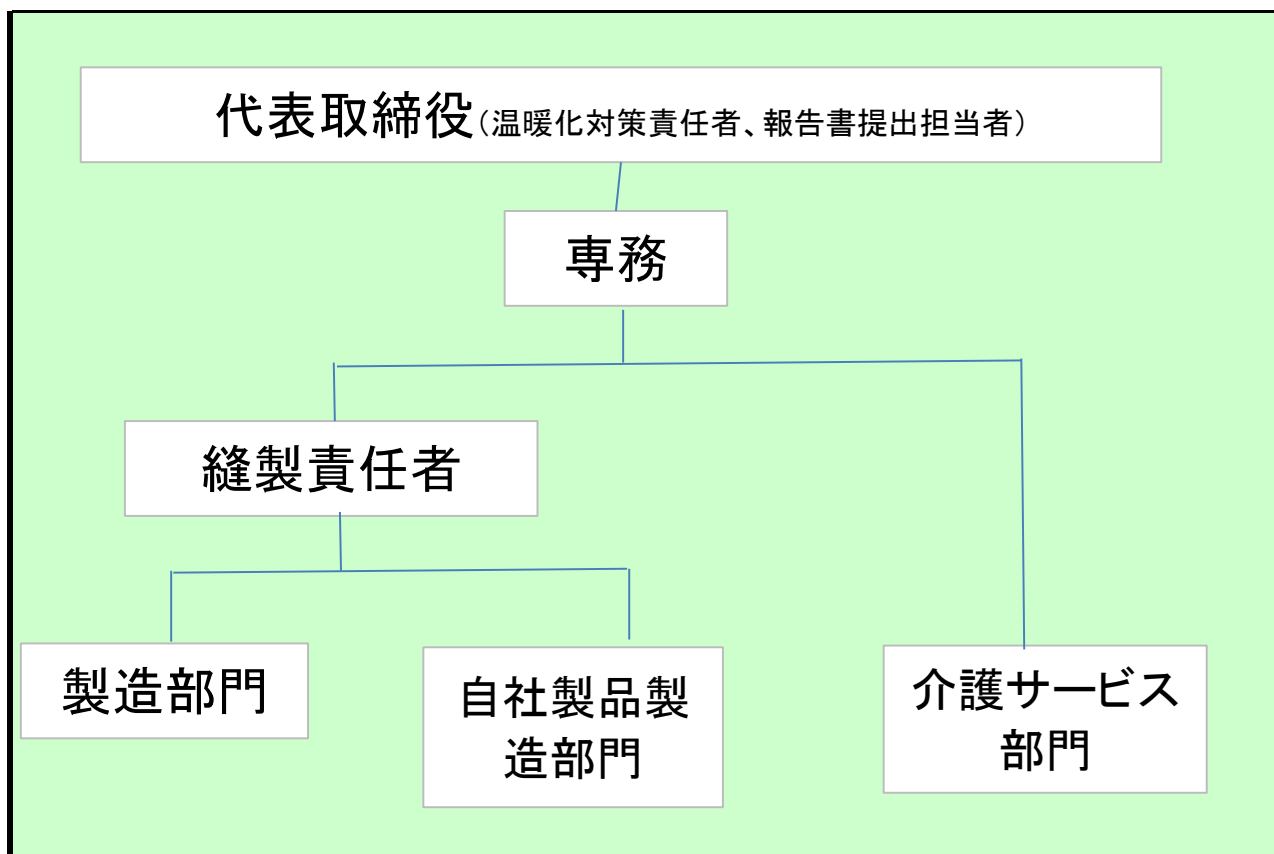 代表取締役(温暖化対策責任者、報告書提出担当者)
専務
縫製責任者
製造部門
自社製品製
造部門
介護サービス
部門